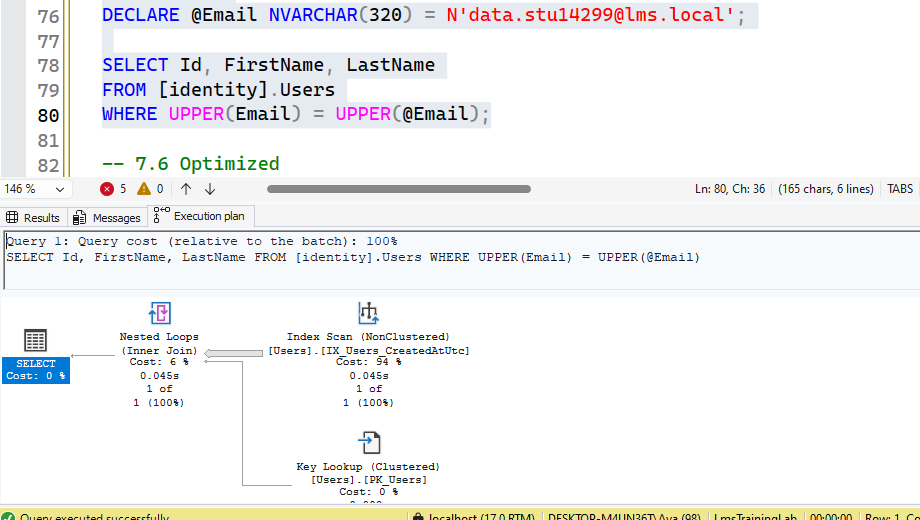 76 DECLARE @Email NVARCHAR(320) = N'data.stu14299@lms.local';
77
78 SELECT Id, FirstName, LastName
79 FROM [identity].Users
80 WHERE UPPER(Email) = UPPER(@Email);
81
82 -- 7.6 Optimized
146 % 5 0 Ln: 80, Ch: 36 (165 chars, 6 lines) TABS
Results Messages Execution plan
Query 1: Query cost (relative to the batch): 100%
SELECT Id, FirstName, LastName FROM [identity].Users WHERE UPPER(Email) = UPPER(@Email)
SELECT
Cost: 0 %
Nested Loops
(Inner Join)
Cost: 6 %
0.045s
1 of
1 (100%)
Index Scan (NonClustered)
[Users].[IX_Users_CreatedAtUtc]
Cost: 94 %
0.045s
1 of
1 (100%)
Key Lookup (Clustered)
[Users].[PK_Users]
Cost: 0 %
Query executed successfully. localhost (17.0 RTM) LmsTrainingLab 00:00:00 Row: 1,